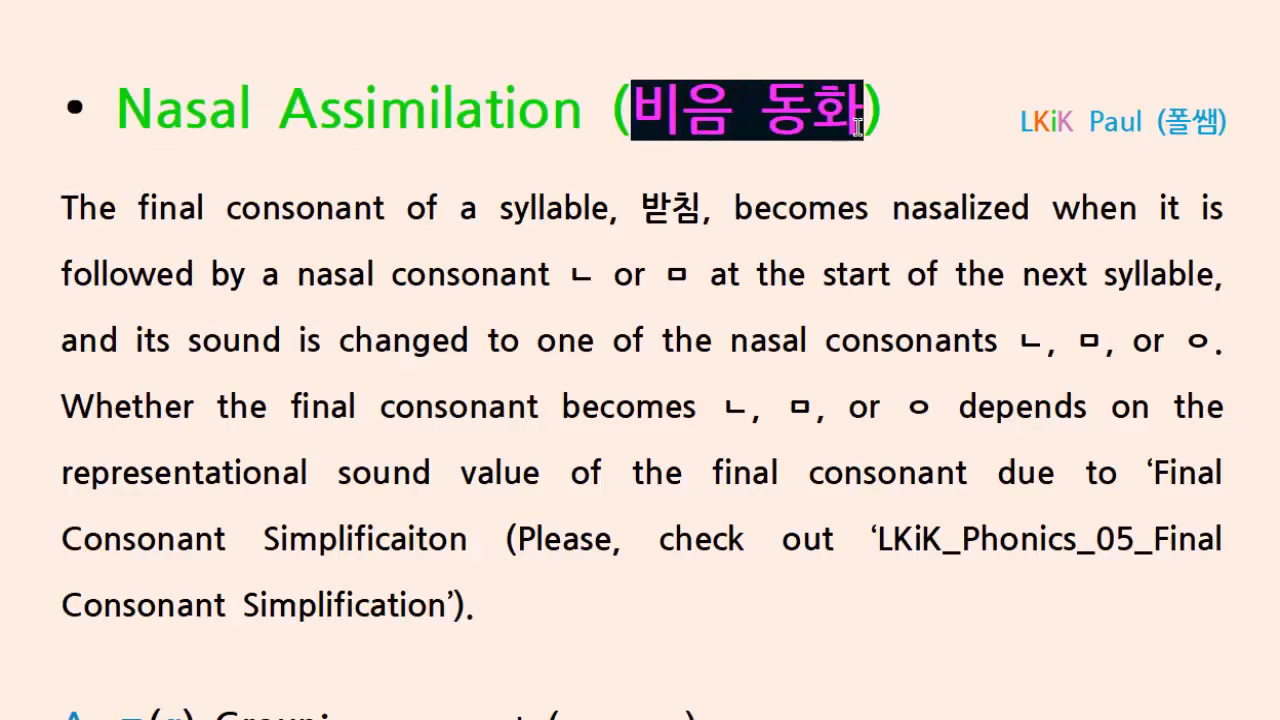 • Nasal Assimilation (비음 동화)
LKiK Paul (폴쌤)
The final consonant of a syllable, 받침, becomes nasalized when it is
followed by a nasal consonant ㄴ or ㅁ at the start of the next syllable,
and its sound is changed to one of the nasal consonants ㄴ, ㅁ, or ㅇ.
Whether the final consonant becomes ㄴ, ㅁ, or ㅇ depends on the
representational sound value of the final consonant due to ‘Final
Consonant Simplificaiton (Please, check out ‘LKiK_Phonics_05_Final
Consonant Simplification’).